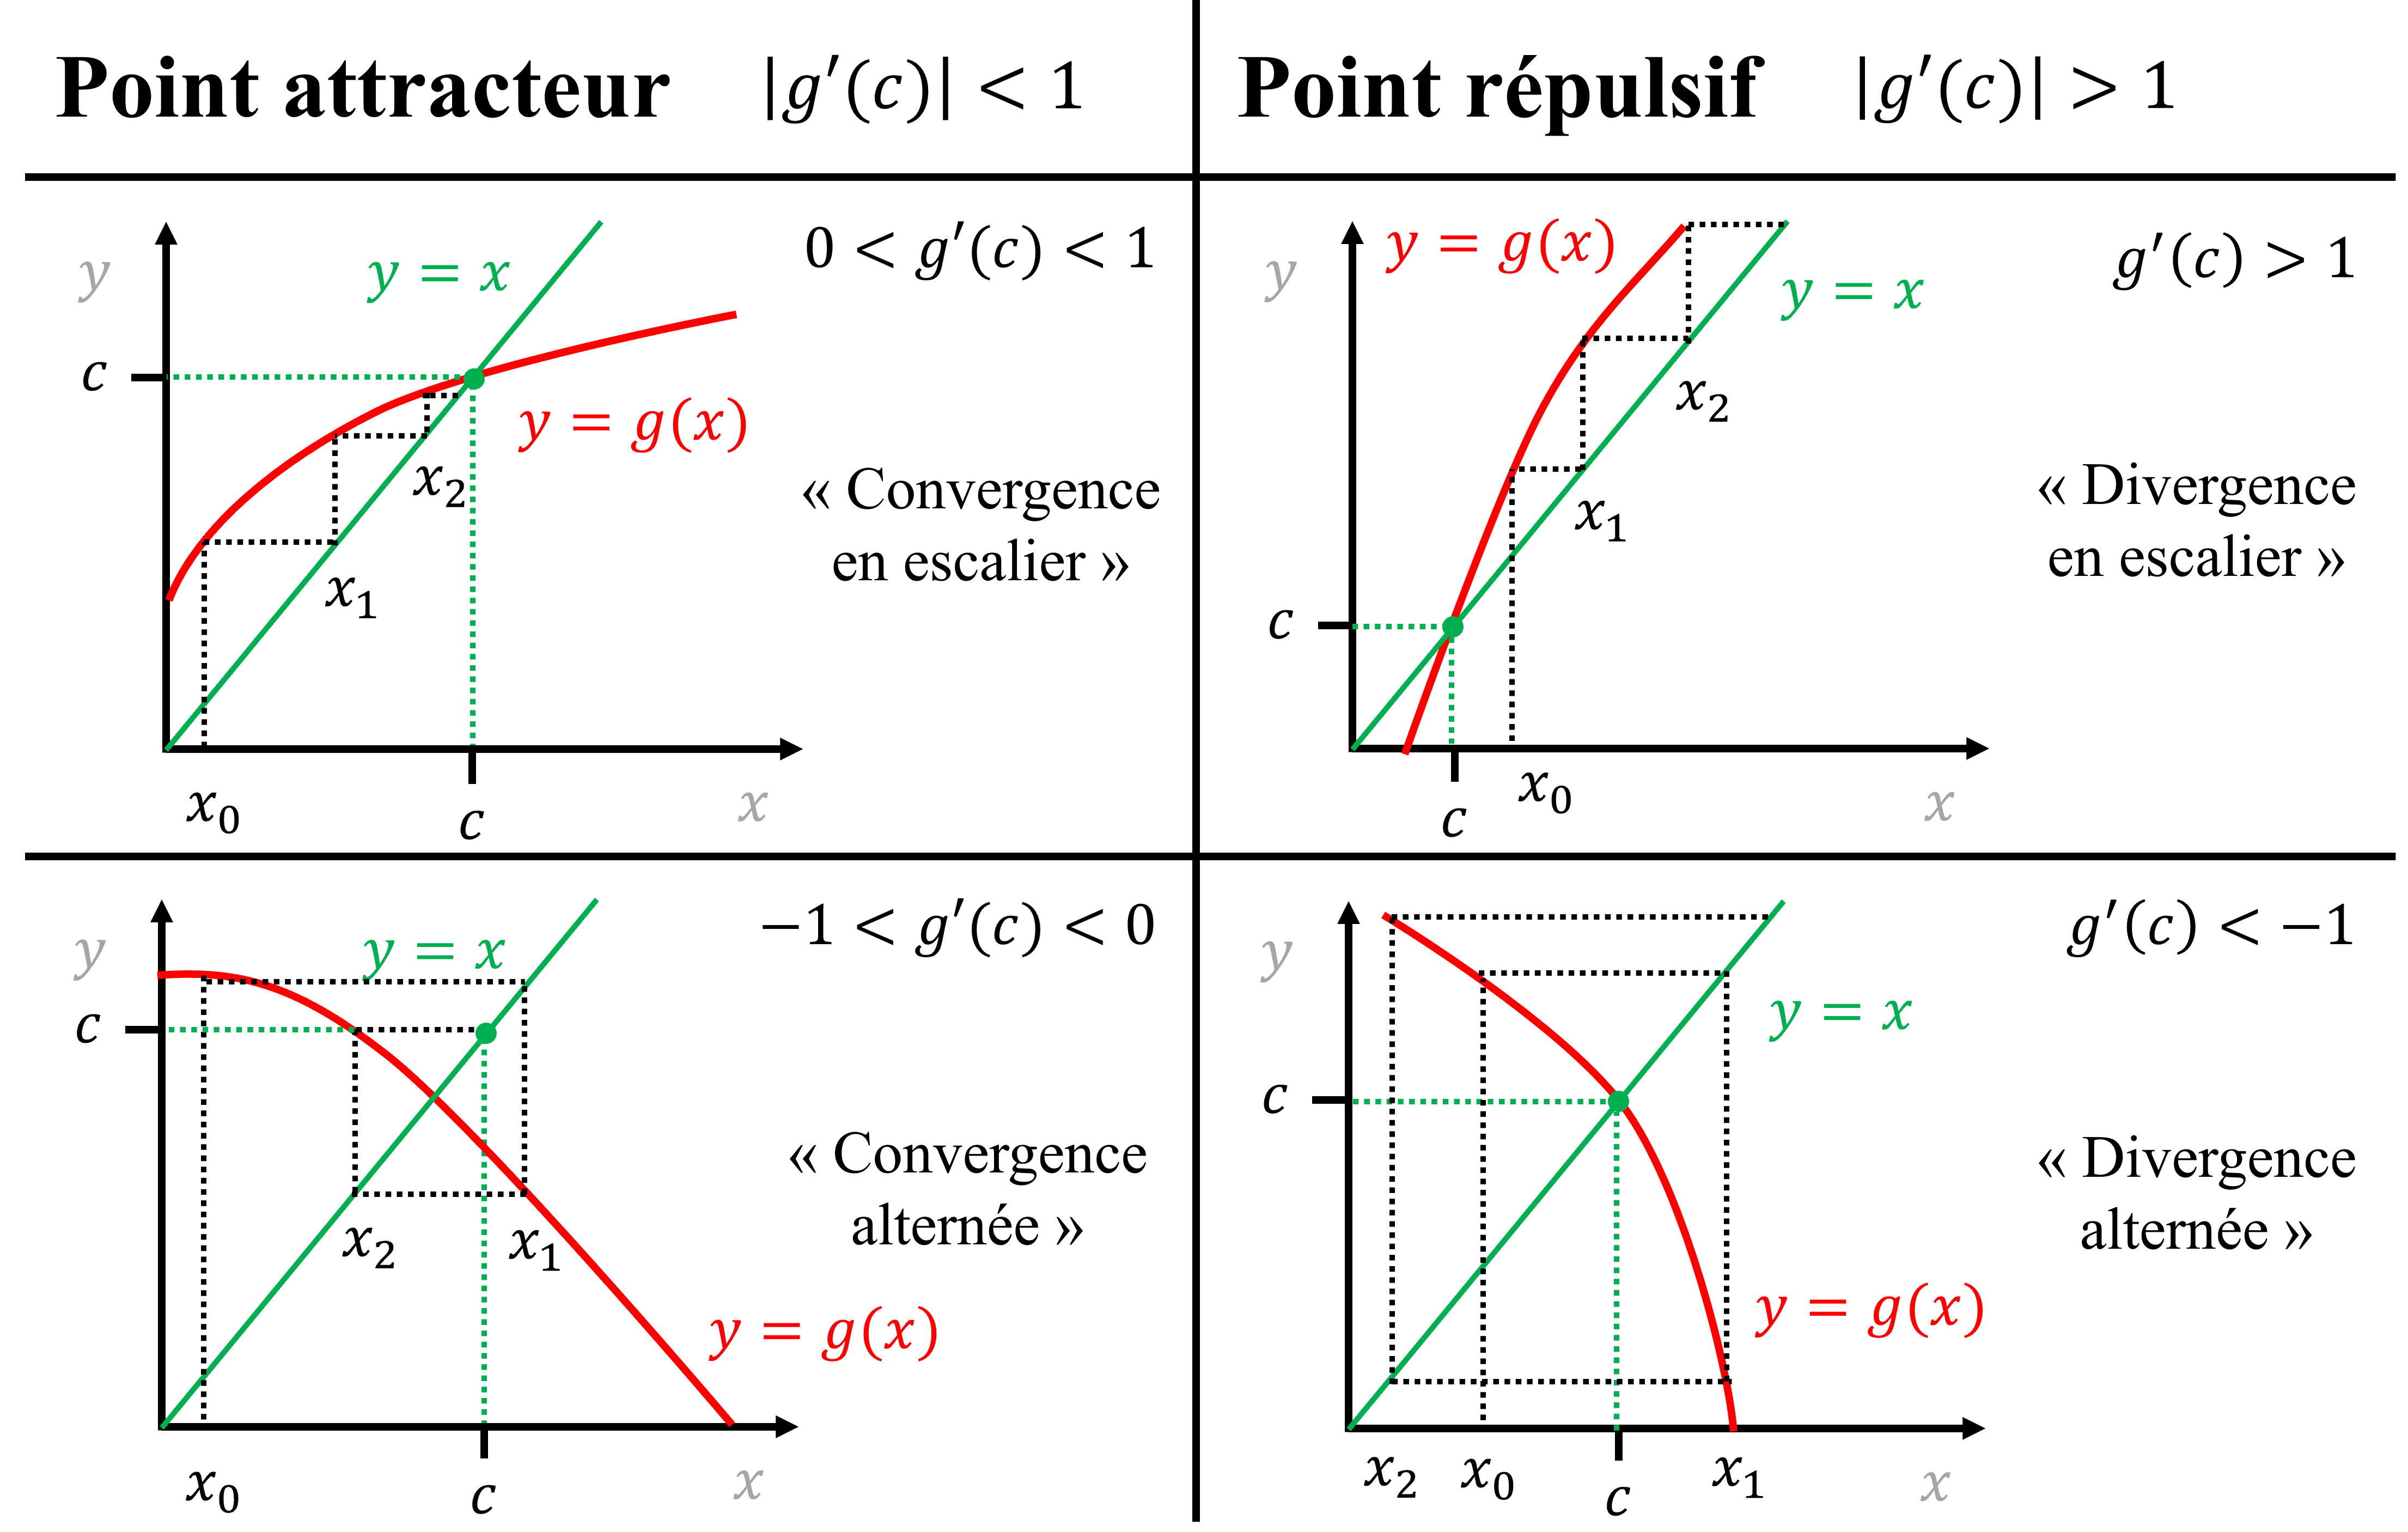 Point attracteur |g′(c)| < 1
Point répulsif |g′(c)| > 1
0 < g′(c) < 1
y
y = x
c
y = g(x)
x₂
« Convergence
en escalier »
x₁
x₀
c
x
y = g(x)
g′(c) > 1
y
y = x
x₂
« Divergence
x₁
en escalier »
c
x₀
c
x
−1 < g′(c) < 0
y
y = x
c
« Convergence
alternée »
x₂
x₁
y = g(x)
x₀
c
x
g′(c) < −1
y
y = x
c
« Divergence
alternée »
y = g(x)
x₂
x₀
c
x₁
x